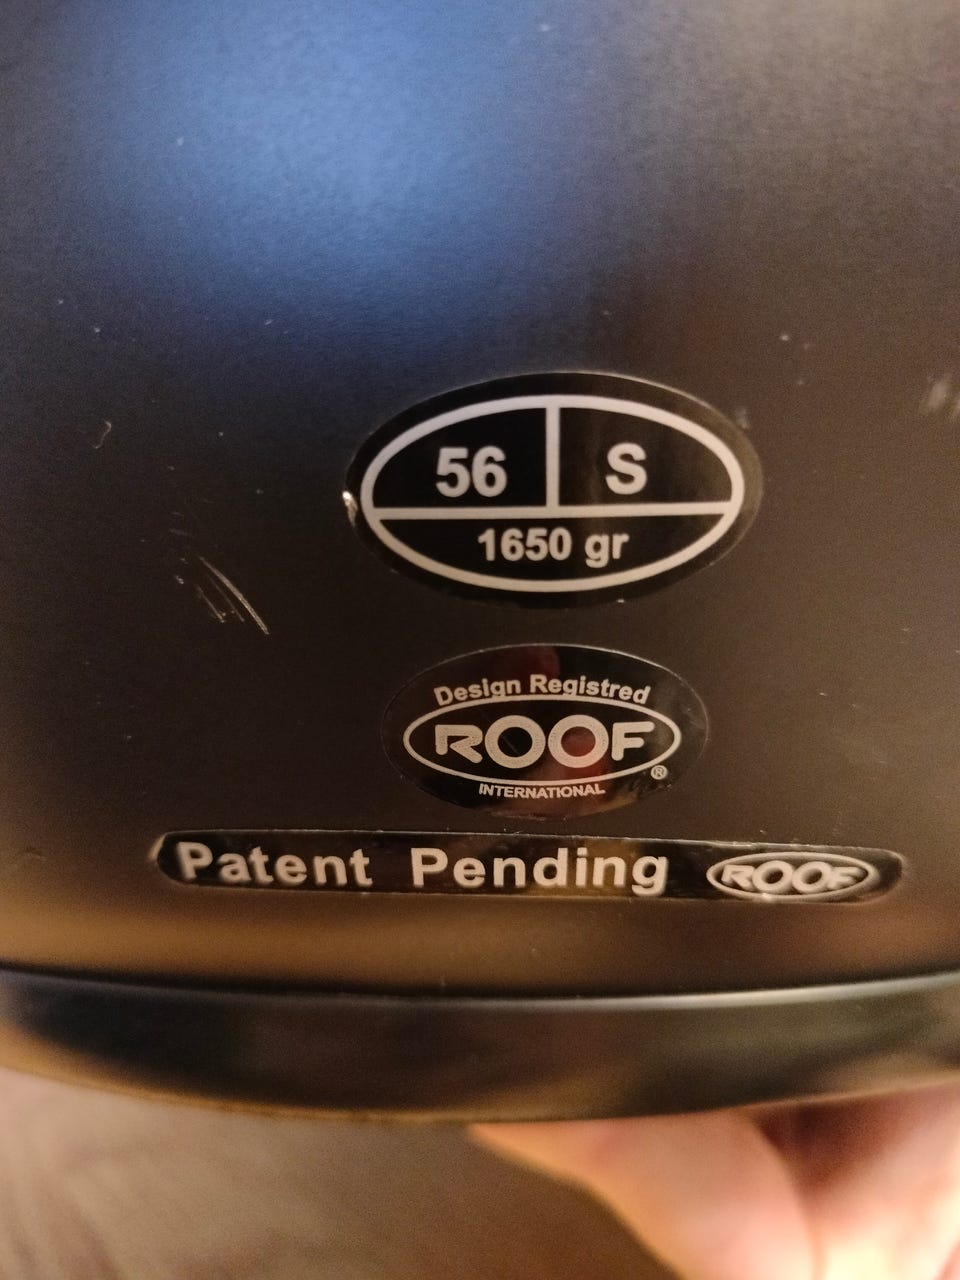 56 S
1650 gr
Design Registred
ROOF
®
INTERNATIONAL
Patent Pending ROOF